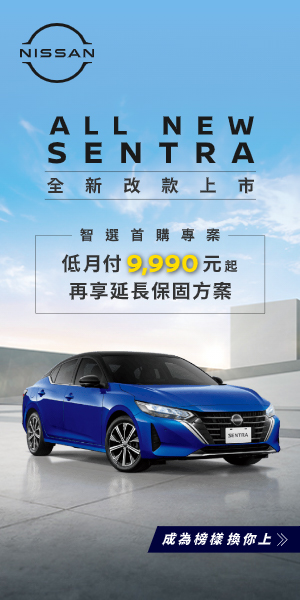 NISSAN
ALL NEW
SENTRA
全新改款上市
智選首購專案
低月付9,990元起
再享延長保固方案
SENTRA
成為榜樣換你上